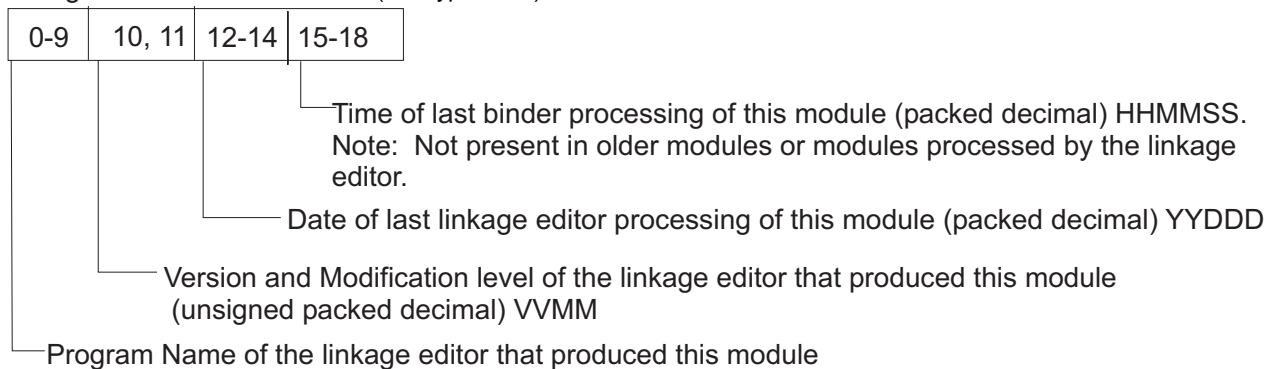 0-9 10, 11 12-14 15-18
Time of last binder processing of this module (packed decimal) HHMMSS.
Note: Not present in older modules or modules processed by the linkage
editor.
Date of last linkage editor processing of this module (packed decimal) YYDDD
Version and Modification level of the linkage editor that produced this module
(unsigned packed decimal) VVMM
Program Name of the linkage editor that produced this module